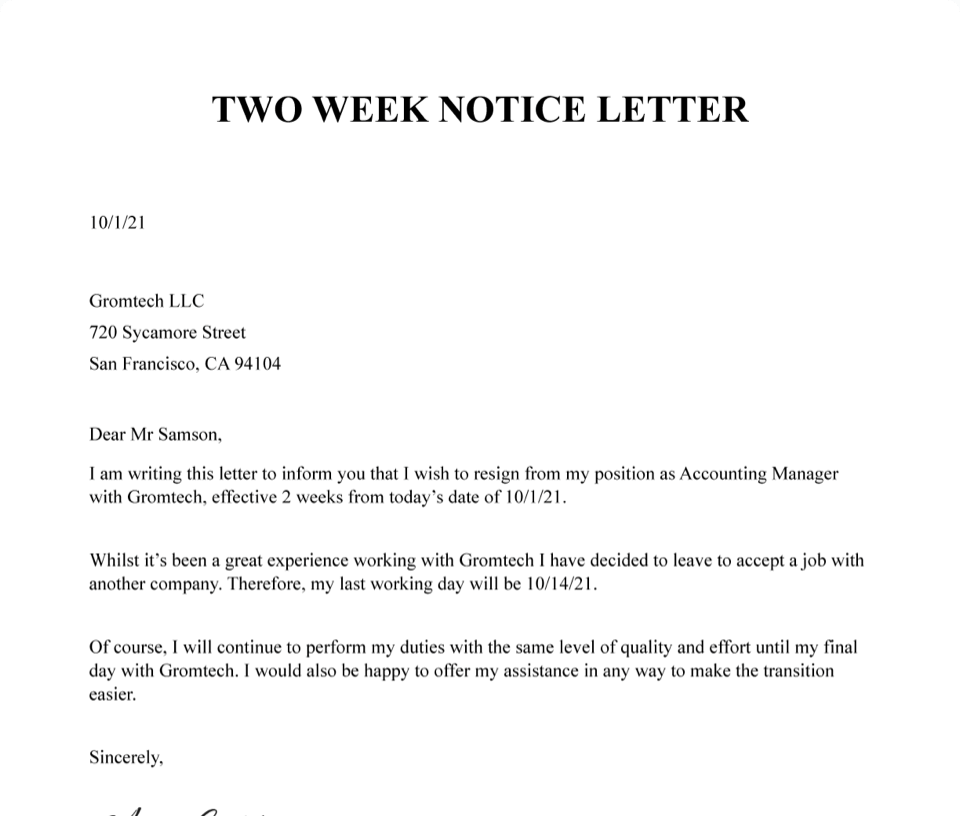 TWO WEEK NOTICE LETTER
10/1/21
Gromtech LLC
720 Sycamore Street
San Francisco, CA 94104
Dear Mr Samson,
I am writing this letter to inform you that I wish to resign from my position as Accounting Manager
with Gromtech, effective 2 weeks from today’s date of 10/1/21.
Whilst it’s been a great experience working with Gromtech I have decided to leave to accept a job with
another company. Therefore, my last working day will be 10/14/21.
Of course, I will continue to perform my duties with the same level of quality and effort until my final
day with Gromtech. I would also be happy to offer my assistance in any way to make the transition
easier.
Sincerely,